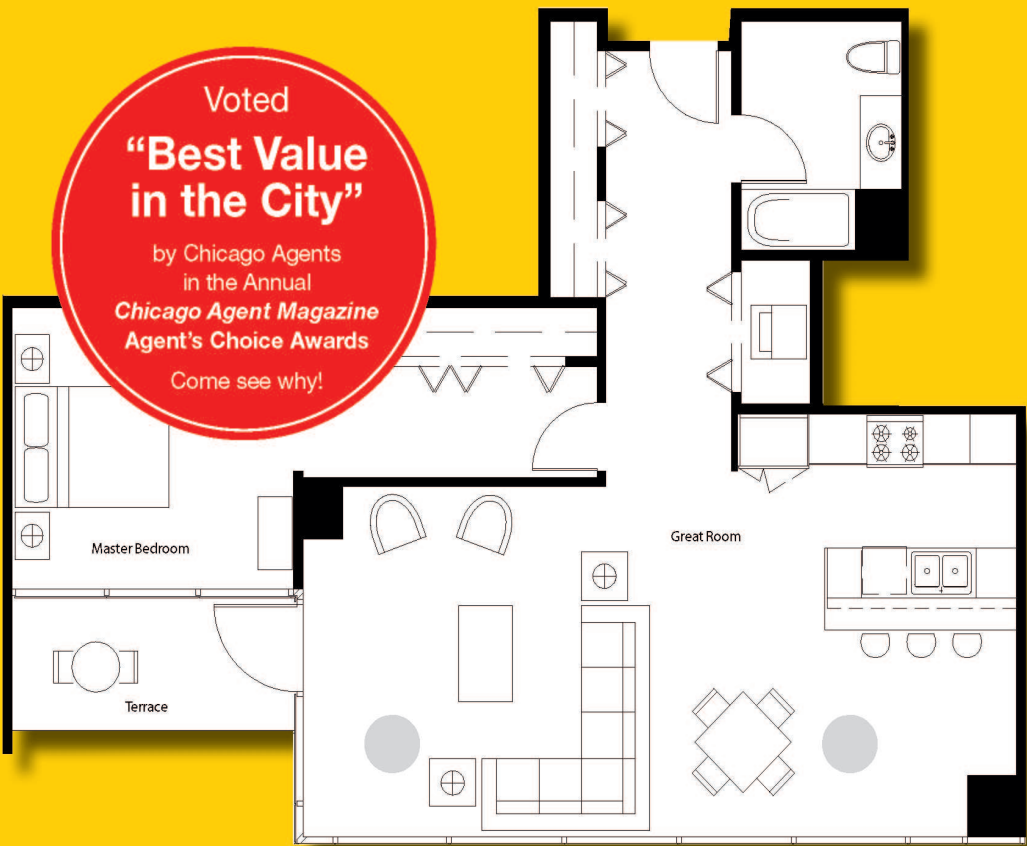 Voted
“Best Value
in the City”
by Chicago Agents
in the Annual
Chicago Agent Magazine
Agent’s Choice Awards
Come see why!
Great Room
Master Bedroom
Terrace